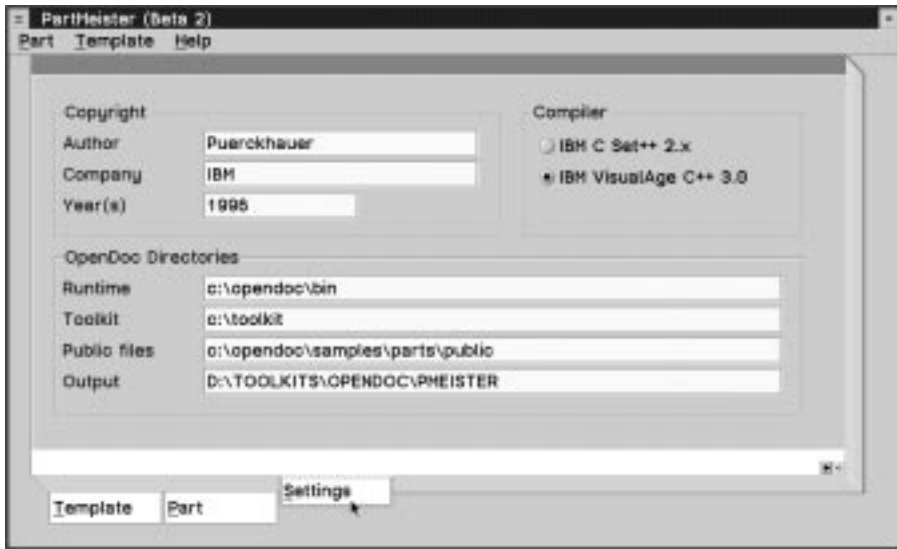 PartMeister (Beta 2)
Part Template Help
Copyright
Author Puerckhauer
Company IBM
Year(s) 1995
Compiler
IBM C Set++ 2.x
IBM VisualAge C++ 3.0
OpenDoc Directories
Runtime c:\opendoc\bin
Toolkit c:\toolkit
Public files c:\opendoc\samples\parts\public
Output D:\TOOLKITS\OPENDOC\PMEISTER
Settings
Template Part